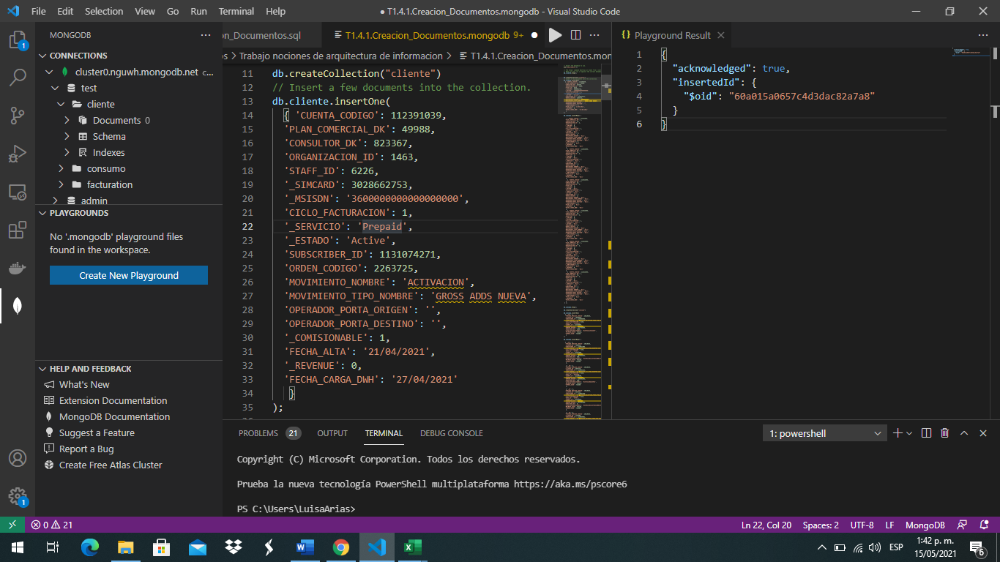 File Edit Selection View Go Run Terminal Help
● T1.4.1.Creacion_Documentos.mongodb - Visual Studio Code
MONGODB
CONNECTIONS
cluster0.nguwh.mongodb.net c...
test
cliente
Documents 0
Schema
Indexes
consumo
facturation
admin
PLAYGROUNDS
No '.mongodb' playground files
found in the workspace.
Create New Playground
HELP AND FEEDBACK
What's New
Extension Documentation
MongoDB Documentation
Suggest a Feature
Report a Bug
Create Free Atlas Cluster
on_Documentos.sql
T1.4.1.Creacion_Documentos.mongodb 9+
Trabajo nociones de arquitectura de informacion > T1.4.1.Creacion_Documentos.mon
11 db.createCollection("cliente")
12 // Insert a few documents into the collection.
13 db.cliente.insertOne(
14 { 'CUENTA_CODIGO': 112391039,
15 'PLAN_COMERCIAL_DK': 49988,
16 'CONSULTOR_DK': 823367,
17 'ORGANIZACION_ID': 1463,
18 'STAFF_ID': 6226,
19 '_SIMCARD': 3028662753,
20 '_MSISDN': '3600000000000000000',
21 'CICLO_FACTURACION': 1,
22 '_SERVICIO': 'Prepaid',
23 '_ESTADO': 'Active',
24 'SUBSCRIBER_ID': 1131074271,
25 'ORDEN_CODIGO': 2263725,
26 'MOVIMIENTO_NOMBRE': 'ACTIVACION',
27 'MOVIMIENTO_TIPO_NOMBRE': 'GROSS ADDS NUEVA',
28 'OPERADOR_PORTA_ORIGEN': '',
29 'OPERADOR_PORTA_DESTINO': '',
30 '_COMISIONABLE': 1,
31 'FECHA_ALTA': '21/04/2021',
32 '_REVENUE': 0,
33 'FECHA_CARGA_DWH': '27/04/2021'
34 }
35 );
{} Playground Result
1 {
2 "acknowledged": true,
3 "insertedId": {
4 "$oid": "60a015a0657c4d3dac82a7a8"
5 }
6 }
PROBLEMS 21 OUTPUT TERMINAL DEBUG CONSOLE
1: powershell
Copyright (C) Microsoft Corporation. Todos los derechos reservados.
Prueba la nueva tecnología PowerShell multiplataforma https://aka.ms/pscore6
PS C:\Users\LuisaArias>
0 21
Ln 22, Col 20 Spaces: 2 UTF-8 LF MongoDB
ESP
1:42 p. m.
15/05/2021
6